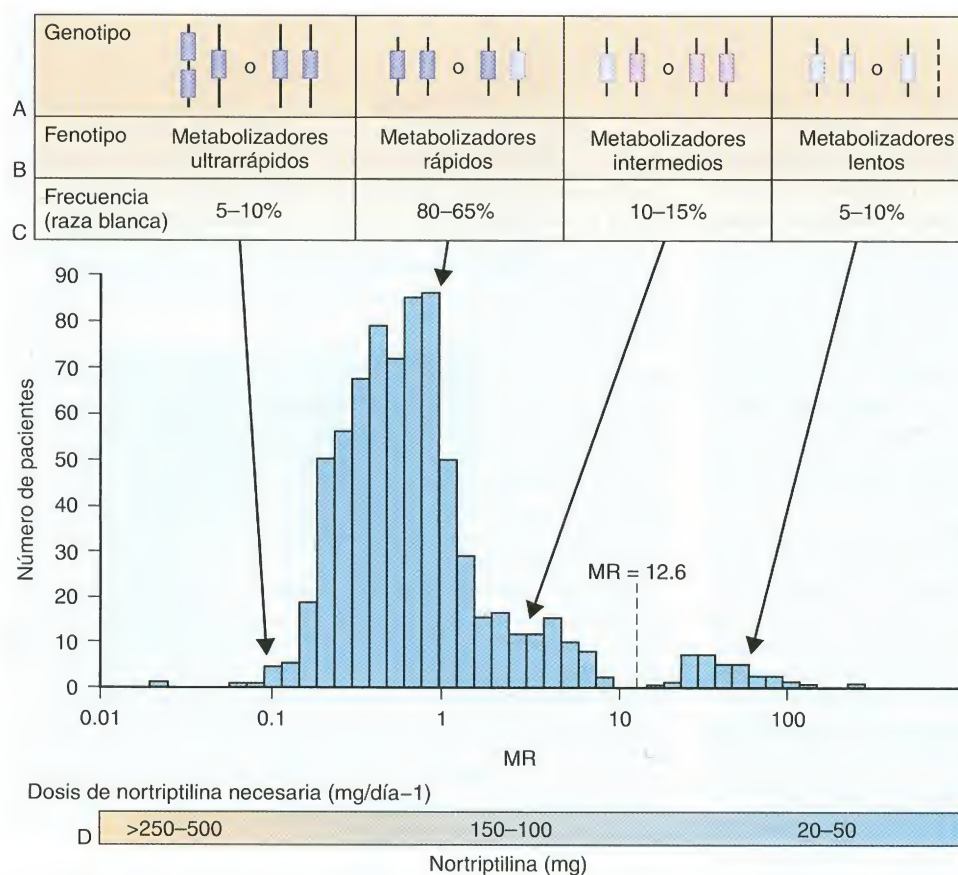 Genotipo
o o o o
A
Fenotipo
Metabolizadores ultrarrápidos
Metabolizadores rápidos
Metabolizadores intermedios
Metabolizadores lentos
B
Frecuencia (raza blanca)
5–10%
80–65%
10–15%
5–10%
C
Número de pacientes
90
80
70
60
50
40
30
20
10
0
MR = 12.6
0.01
0.1
1
10
100
MR
Dosis de nortriptilina necesaria (mg/día–1)
D
>250–500
150–100
20–50
Nortriptilina (mg)